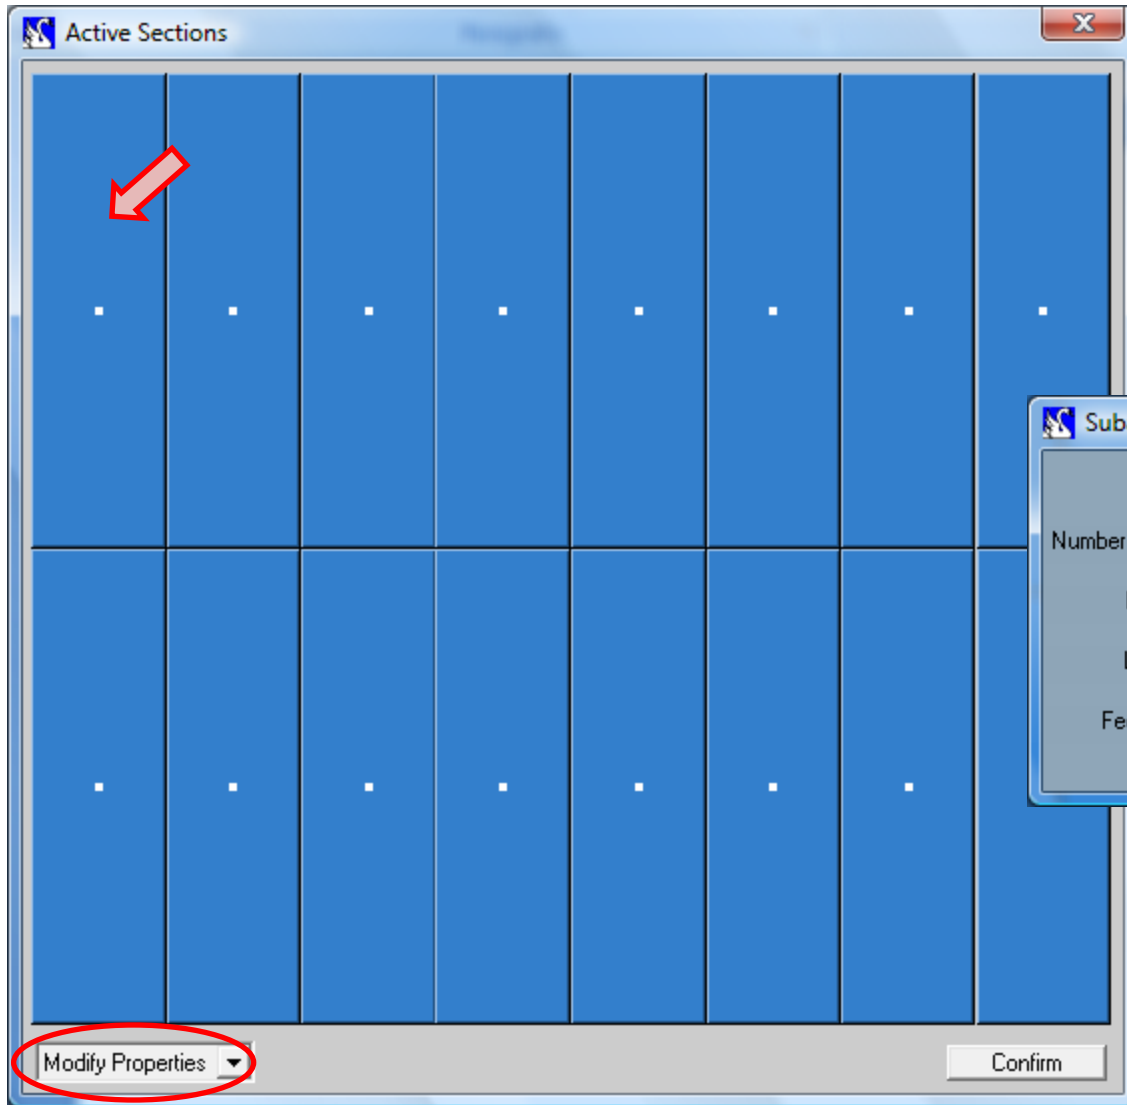 Active Sections
Sub
Number
Fe
Modify Properties
Confirm